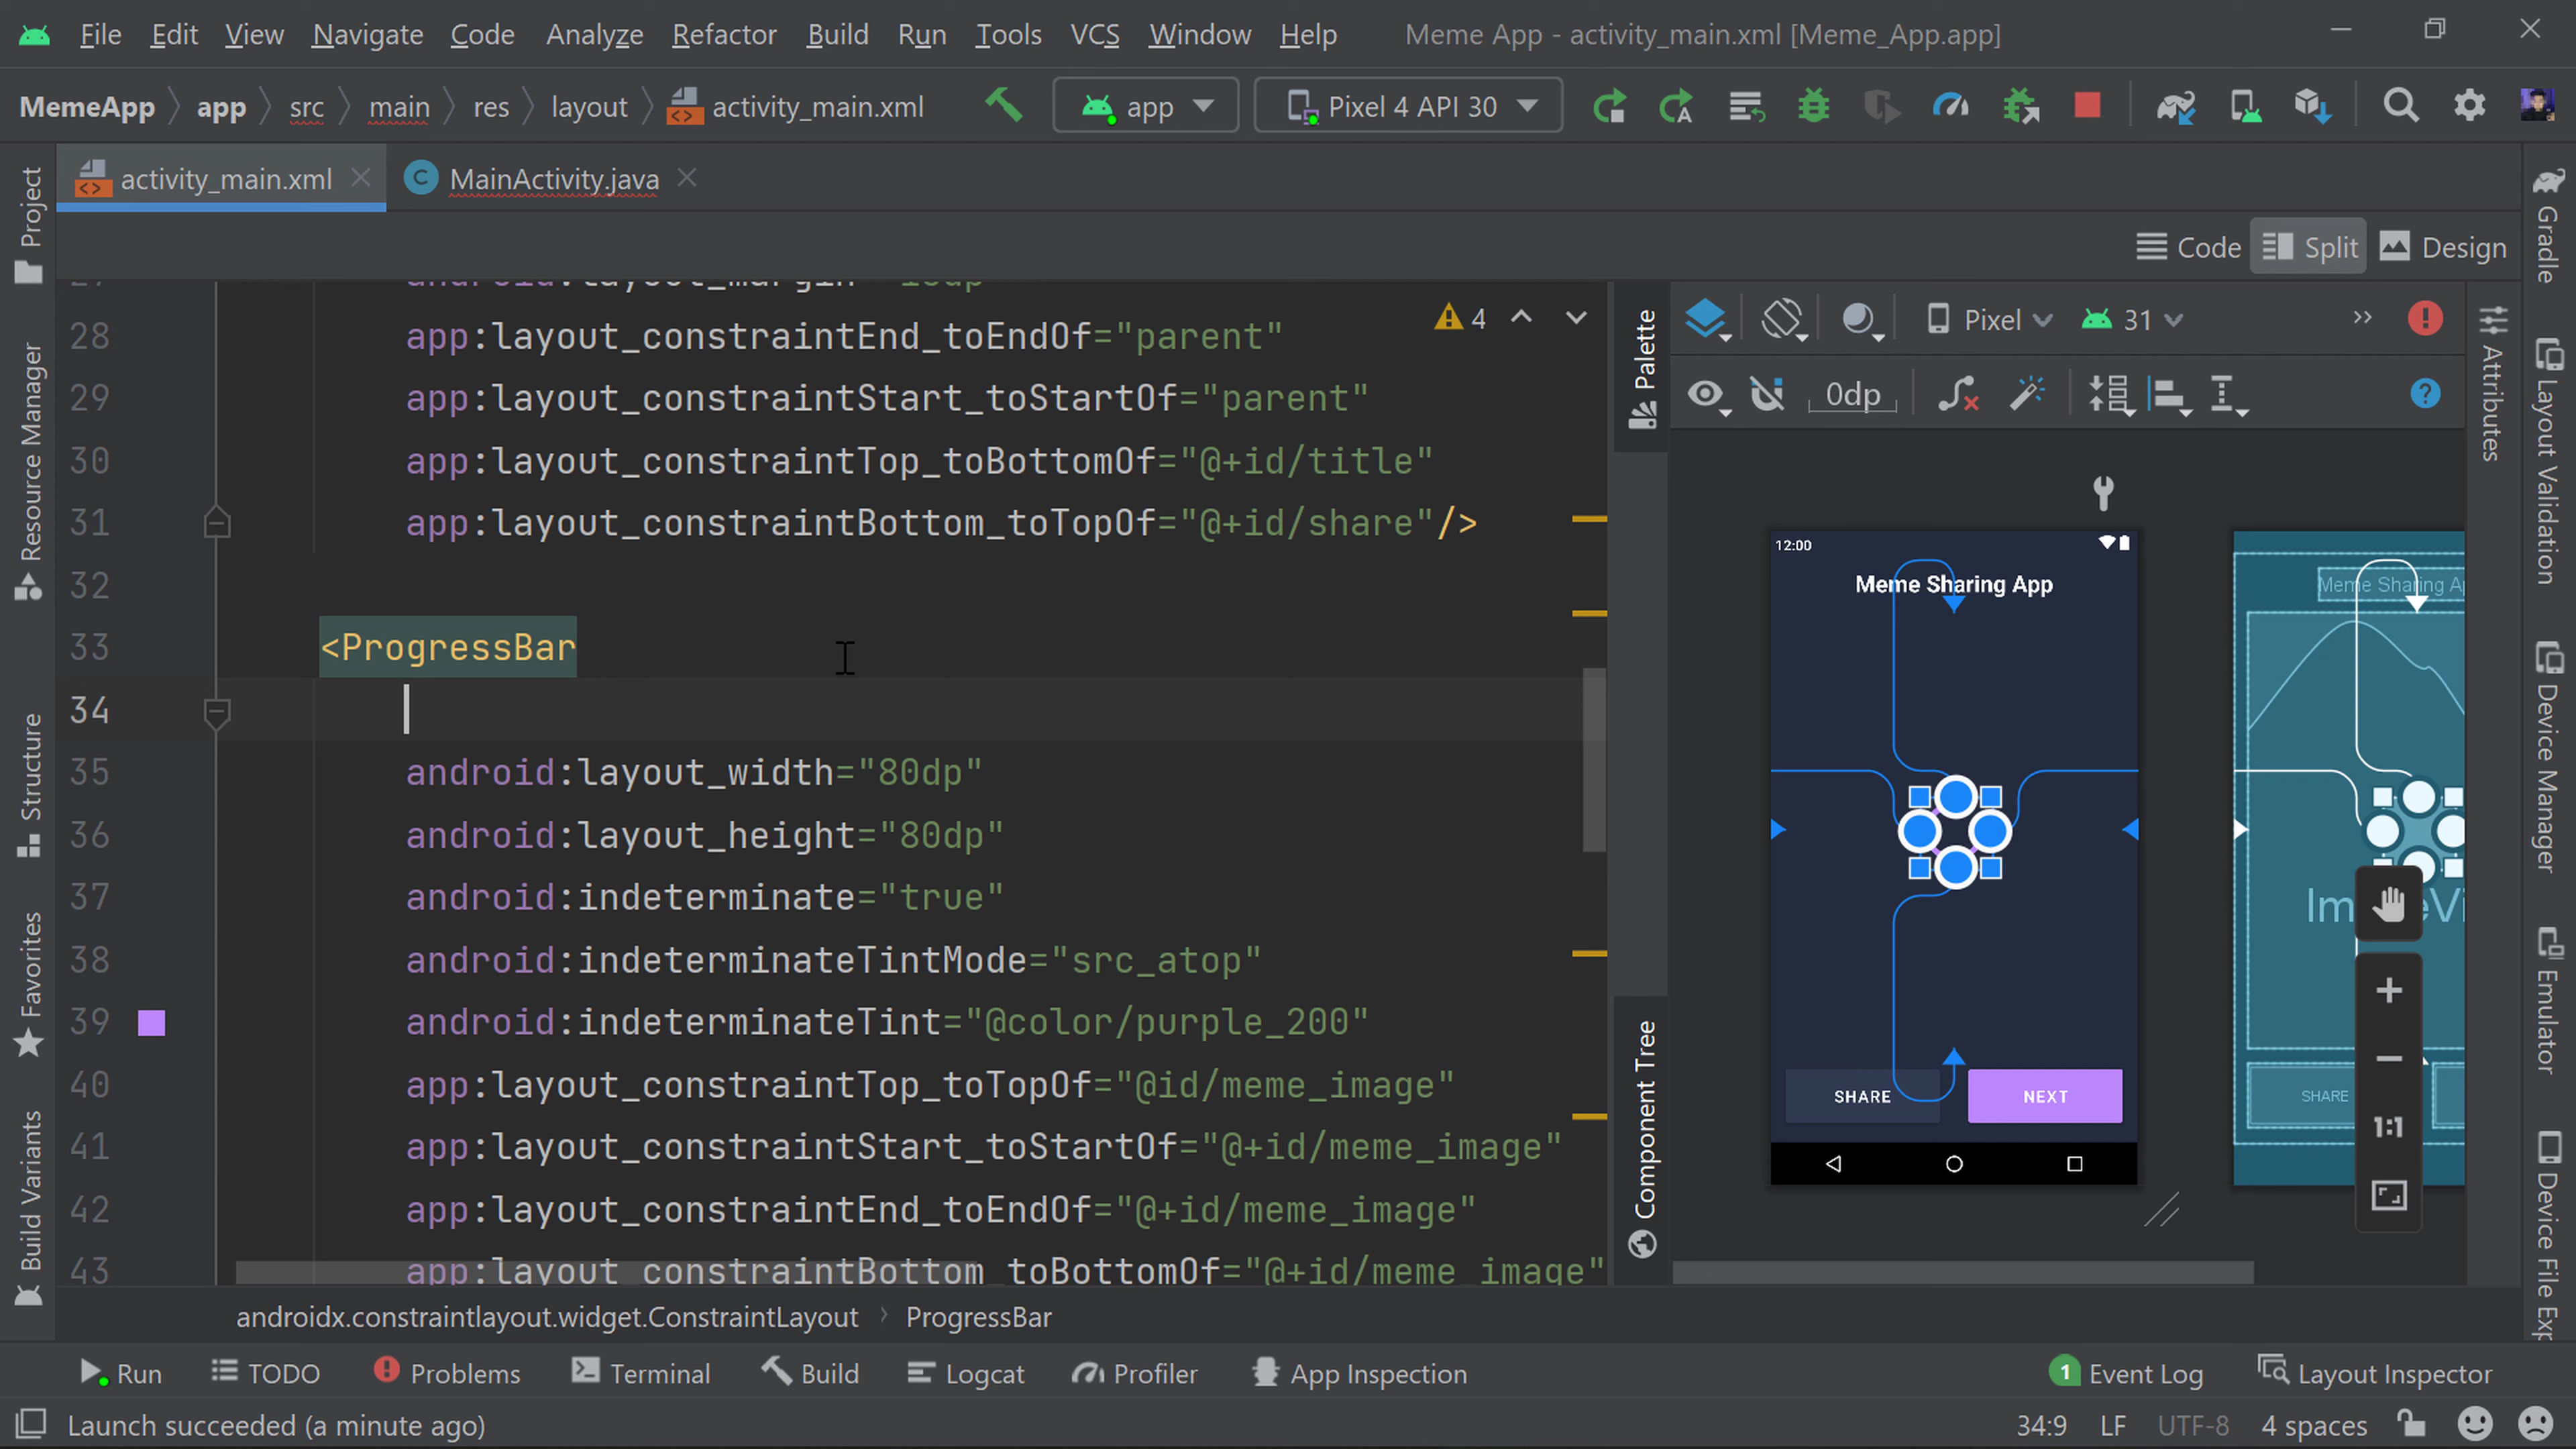 File Edit View Navigate Code Analyze Refactor Build Run Tools VCS Window Help Meme App - activity_main.xml [Meme_App.app]
MemeApp app src main res layout activity_main.xml app Pixel 4 API 30
activity_main.xml MainActivity.java
Code Split Design
28 app:layout_constraintEnd_toEndOf="parent"
29 app:layout_constraintStart_toStartOf="parent"
30 app:layout_constraintTop_toBottomOf="@+id/title"
31 app:layout_constraintBottom_toTopOf="@+id/share"/>
32
33 <ProgressBar
34
35 android:layout_width="80dp"
36 android:layout_height="80dp"
37 android:indeterminate="true"
38 android:indeterminateTintMode="src_atop"
39 android:indeterminateTint="@color/purple_200"
40 app:layout_constraintTop_toTopOf="@id/meme_image"
41 app:layout_constraintStart_toStartOf="@+id/meme_image"
42 app:layout_constraintEnd_toEndOf="@+id/meme_image"
43 app:layout_constraintBottom_toBottomOf="@+id/meme_image"
4
Pixel 31
0dp
12:00
Meme Sharing App
SHARE NEXT
Meme Sharing
SHARE
1:1
Palette
Component Tree
Attributes
Project
Resource Manager
Structure
Favorites
Build Variants
Gradle
Layout Validation
Device Manager
Emulator
Device File
androidx.constraintlayout.widget.ConstraintLayout ProgressBar
Run TODO Problems Terminal Build Logcat Profiler App Inspection 1 Event Log Layout Inspector
Launch succeeded (a minute ago) 34:9 LF UTF-8 4 spaces